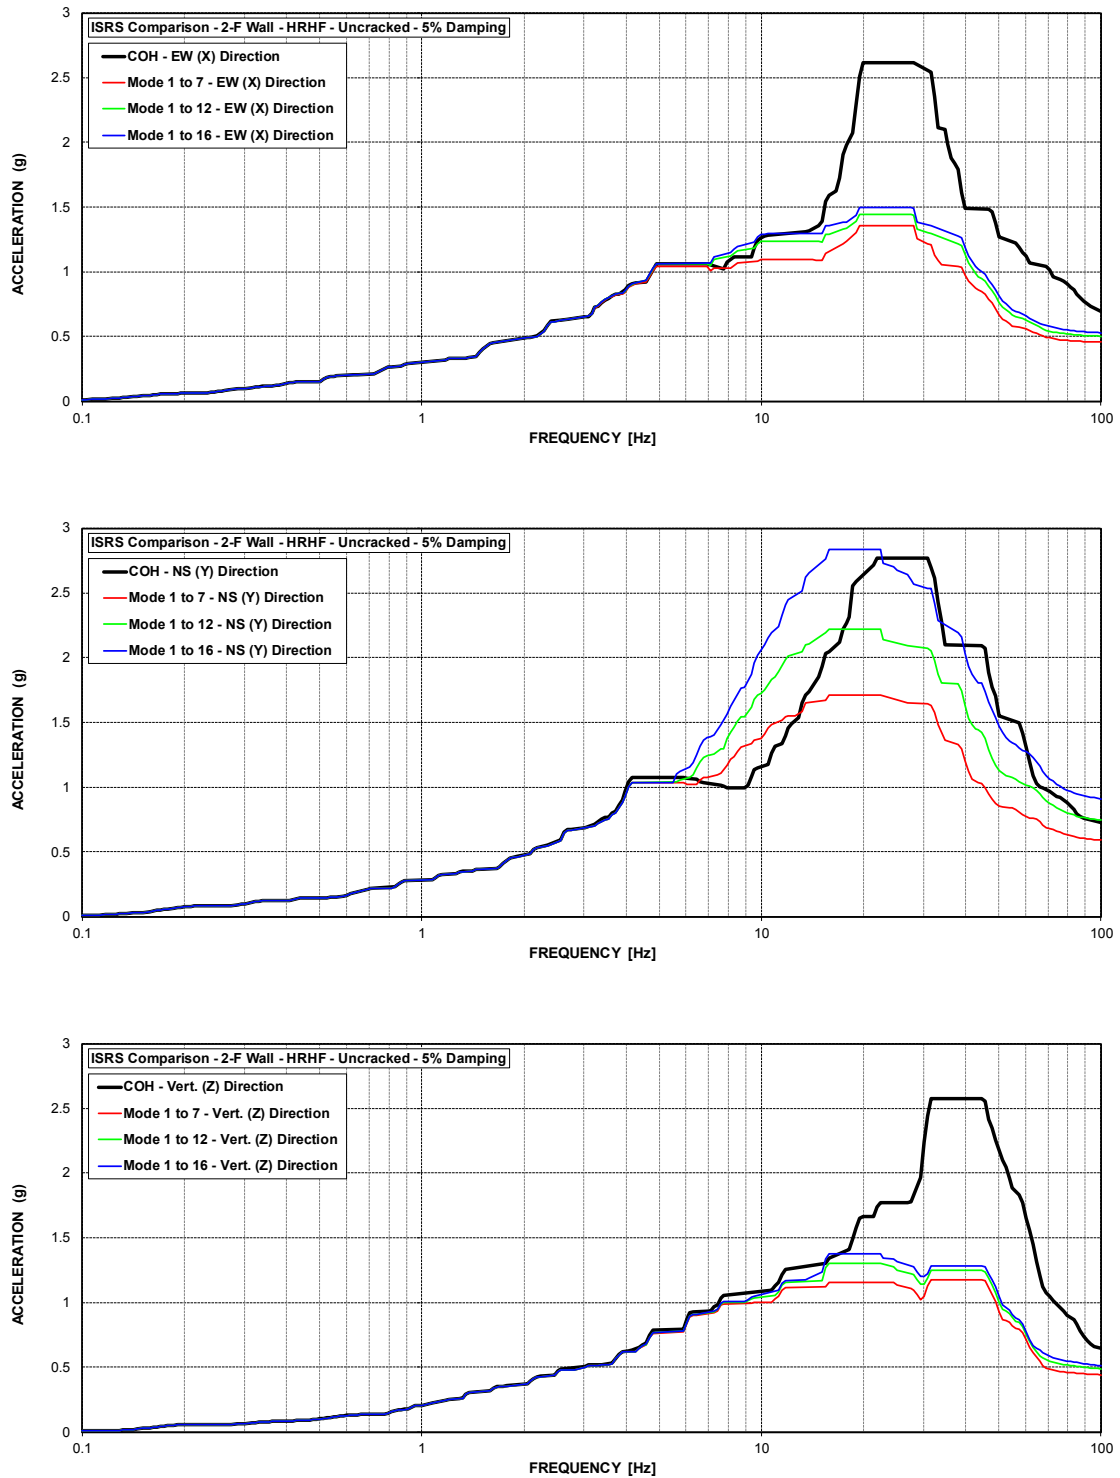 ISRS Comparison - 2-F Wall - HRHF - Uncracked - 5% Damping
COH - EW (X) Direction
Mode 1 to 7 - EW (X) Direction
Mode 1 to 12 - EW (X) Direction
Mode 1 to 16 - EW (X) Direction
ACCELERATION (g)
3
2.5
2
1.5
1
0.5
0
0.1
1
10
100
FREQUENCY [Hz]
ISRS Comparison - 2-F Wall - HRHF - Uncracked - 5% Damping
COH - NS (Y) Direction
Mode 1 to 7 - NS (Y) Direction
Mode 1 to 12 - NS (Y) Direction
Mode 1 to 16 - NS (Y) Direction
ACCELERATION (g)
3
2.5
2
1.5
1
0.5
0
0.1
1
10
100
FREQUENCY [Hz]
ISRS Comparison - 2-F Wall - HRHF - Uncracked - 5% Damping
COH - Vert. (Z) Direction
Mode 1 to 7 - Vert. (Z) Direction
Mode 1 to 12 - Vert. (Z) Direction
Mode 1 to 16 - Vert. (Z) Direction
ACCELERATION (g)
3
2.5
2
1.5
1
0.5
0
0.1
1
10
100
FREQUENCY [Hz]